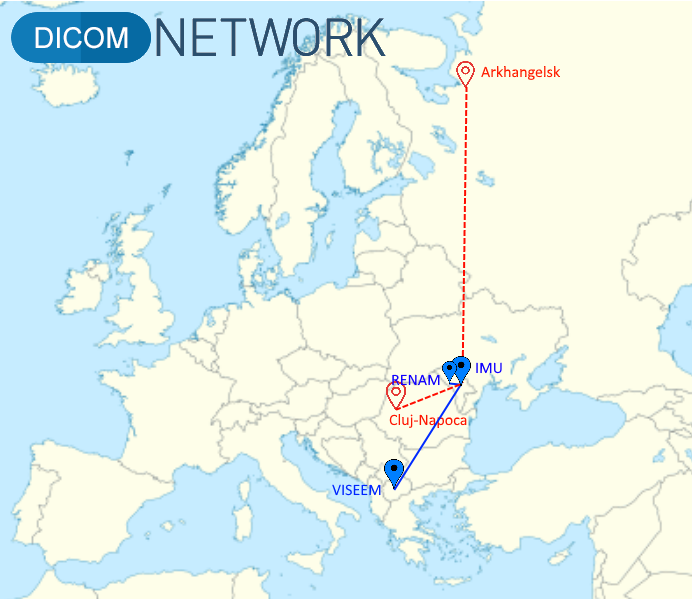 DICOM NETWORK
Arkhangelsk
IMU
RENAM
Cluj-Napoca
VISEEM